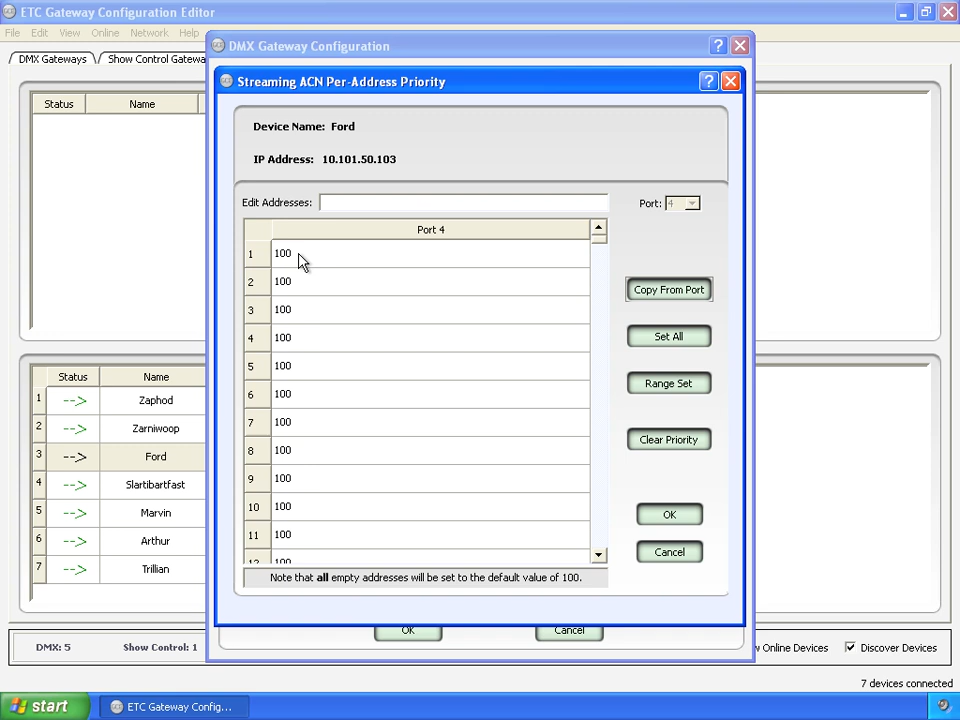 ETC Gateway Configuration Editor
File Edit View Online Network Help
DMX Gateways
Show Control Gatewa
DMX Gateway Configuration
Streaming ACN Per-Address Priority
Status Name
Device Name: Ford
IP Address: 10.101.50.103
Edit Addresses:
Port: 4
Port 4
1 100
2 100
3 100
4 100
5 100
6 100
7 100
8 100
9 100
10 100
11 100
12 100
Copy From Port
Set All
Range Set
Clear Priority
OK
Cancel
Note that all empty addresses will be set to the default value of 100.
Status Name
1 --> Zaphod
2 --> Zarniwoop
3 --> Ford
4 --> Slartibartfast
5 --> Marvin
6 --> Arthur
7 --> Trillian
OK Cancel
DMX: 5 Show Control: 1
Online Devices Discover Devices
7 devices connected
start
ETC Gateway Config...